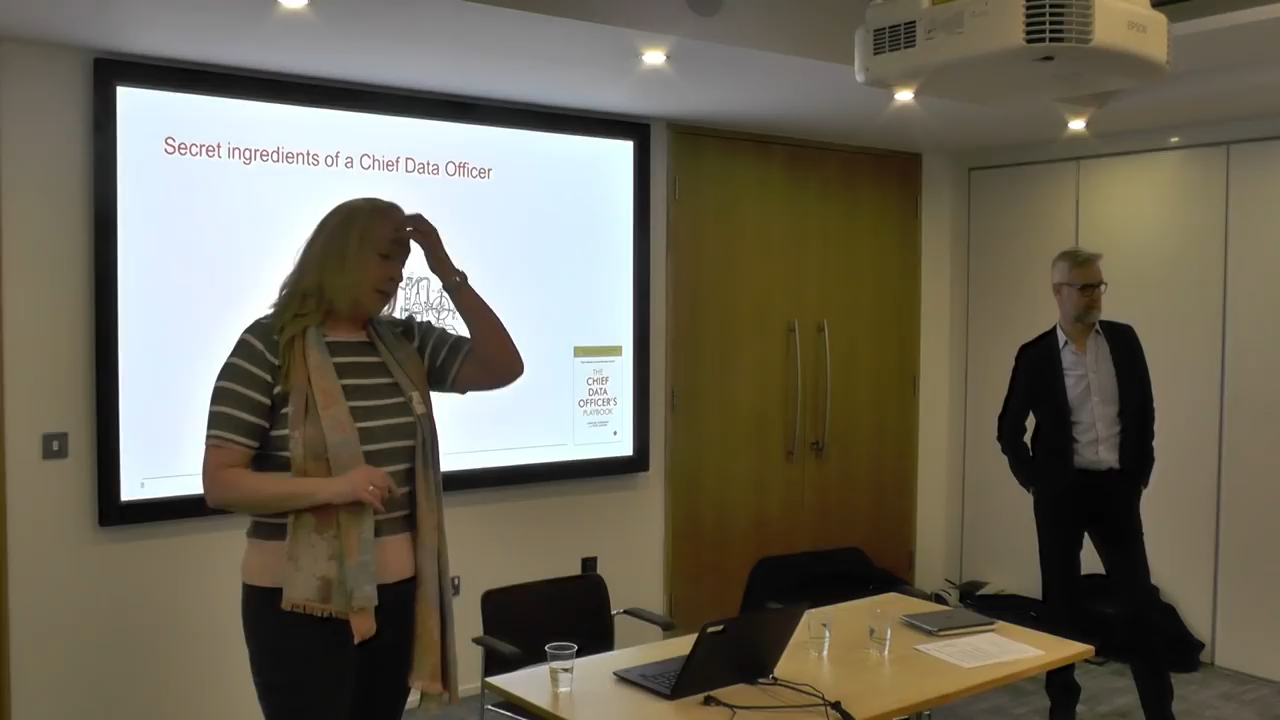 Secret ingredients of a Chief Data Officer
THE
CHIEF
DATA
OFFICER'S
PLAYBOOK
EPSON